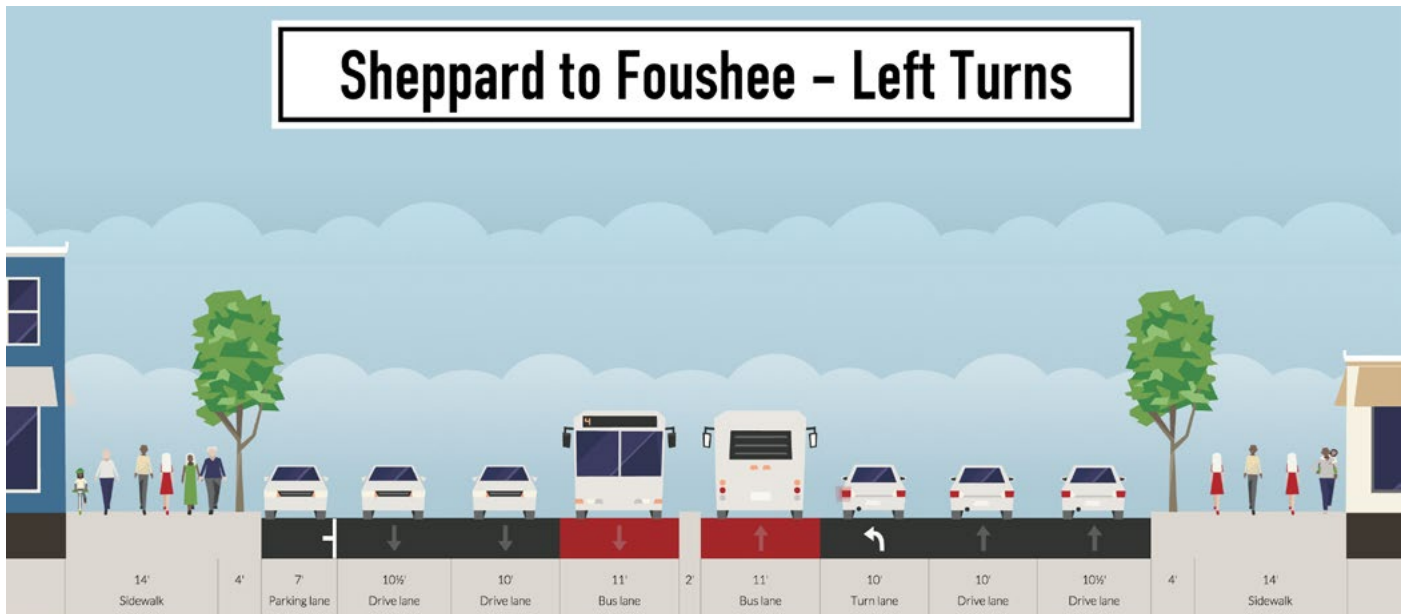 Sheppard to Foushee – Left Turns
4
14' 4' 7' 10½' 10' 11' 2' 11' 10' 10' 10½' 4' 14'
Sidewalk Parking lane Drive lane Drive lane Bus lane Bus lane Turn lane Drive lane Drive lane Sidewalk